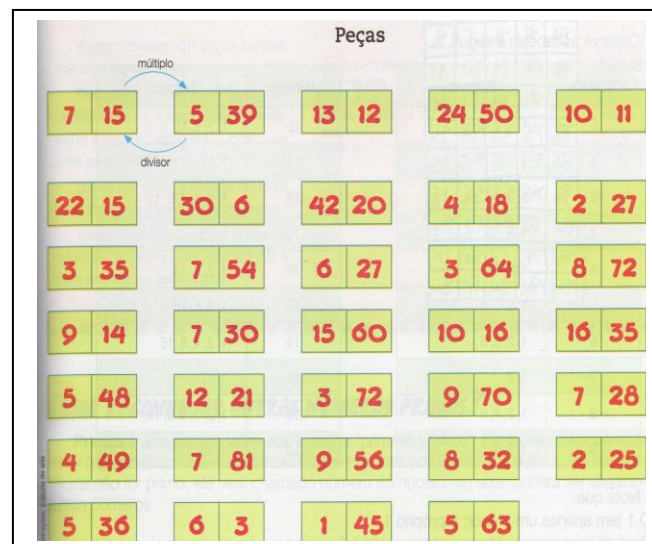 Peças
múltiplo
7 15 5 39 13 12 24 50 10 11
divisor
22 15 30 6 42 20 4 18 2 27
3 35 7 54 6 27 3 64 8 72
9 14 7 30 15 60 10 16 16 35
5 48 12 21 3 72 9 70 7 28
4 49 7 81 9 56 8 32 2 25
5 36 6 3 1 45 5 63